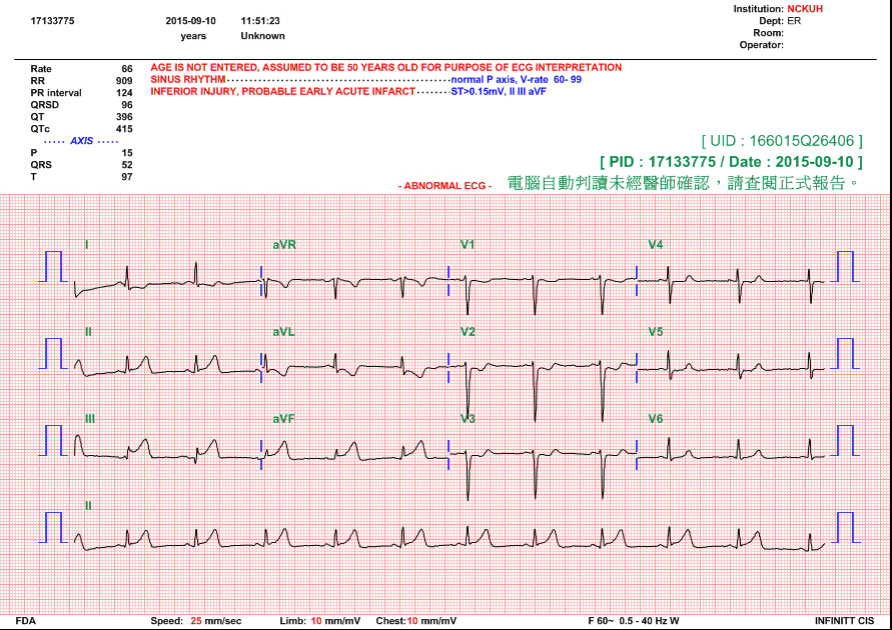 Institution: NCKUH
17133775 2015-09-10 11:51:23 Dept: ER
years Unknown Room:
Operator:
Rate 66 AGE IS NOT ENTERED, ASSUMED TO BE 50 YEARS OLD FOR PURPOSE OF ECG INTERPRETATION
RR 909 SINUS RHYTHM normal P axis, V-rate 60- 99
PR interval 124 INFERIOR INJURY, PROBABLE EARLY ACUTE INFARCT ST>0.15mV, II III aVF
QRSD 96
QT 396
QTc 415
----- AXIS -----
[ UID : 166015Q26406 ]
P 15
QRS 52
[ PID : 17133775 / Date : 2015-09-10 ]
T 97
- ABNORMAL ECG - 電腦自動判讀未經醫師確認，請查閱正式報告。
I aVR V1 V4
II aVL V2 V5
III aVF V3 V6
II
FDA Speed: 25 mm/sec Limb: 10 mm/mV Chest: 10 mm/mV F 60~ 0.5 - 40 Hz W INFINITT CIS